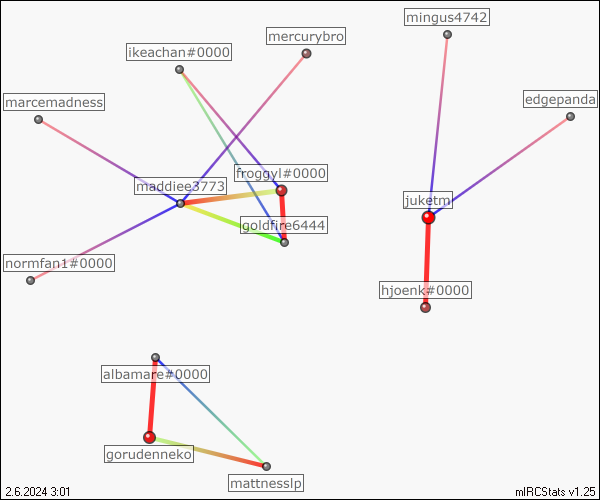 mingus4742
mercurybro
ikeachan#0000
marcemadness
edgepanda
froggyl#0000
maddiee3773
juketm
goldfire6444
normfan1#0000
hjoenk#0000
albamare#0000
gorudenneko
mattnesslp
2.6.2024 3:01
mIRCStats v1.25